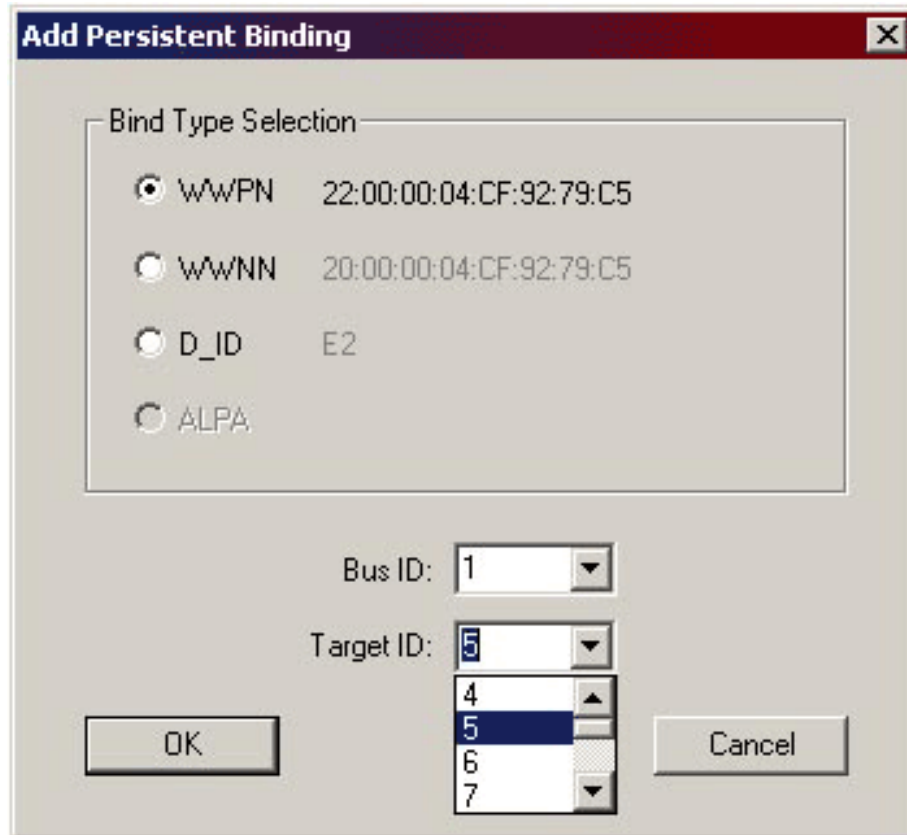 Add Persistent Binding
Bind Type Selection
WWPN 22:00:00:04:CF:92:79:C5
WWNN 20:00:00:04:CF:92:79:C5
D_ID E2
ALPA
Bus ID: 1
Target ID: 5
4
5
6
7
OK
Cancel